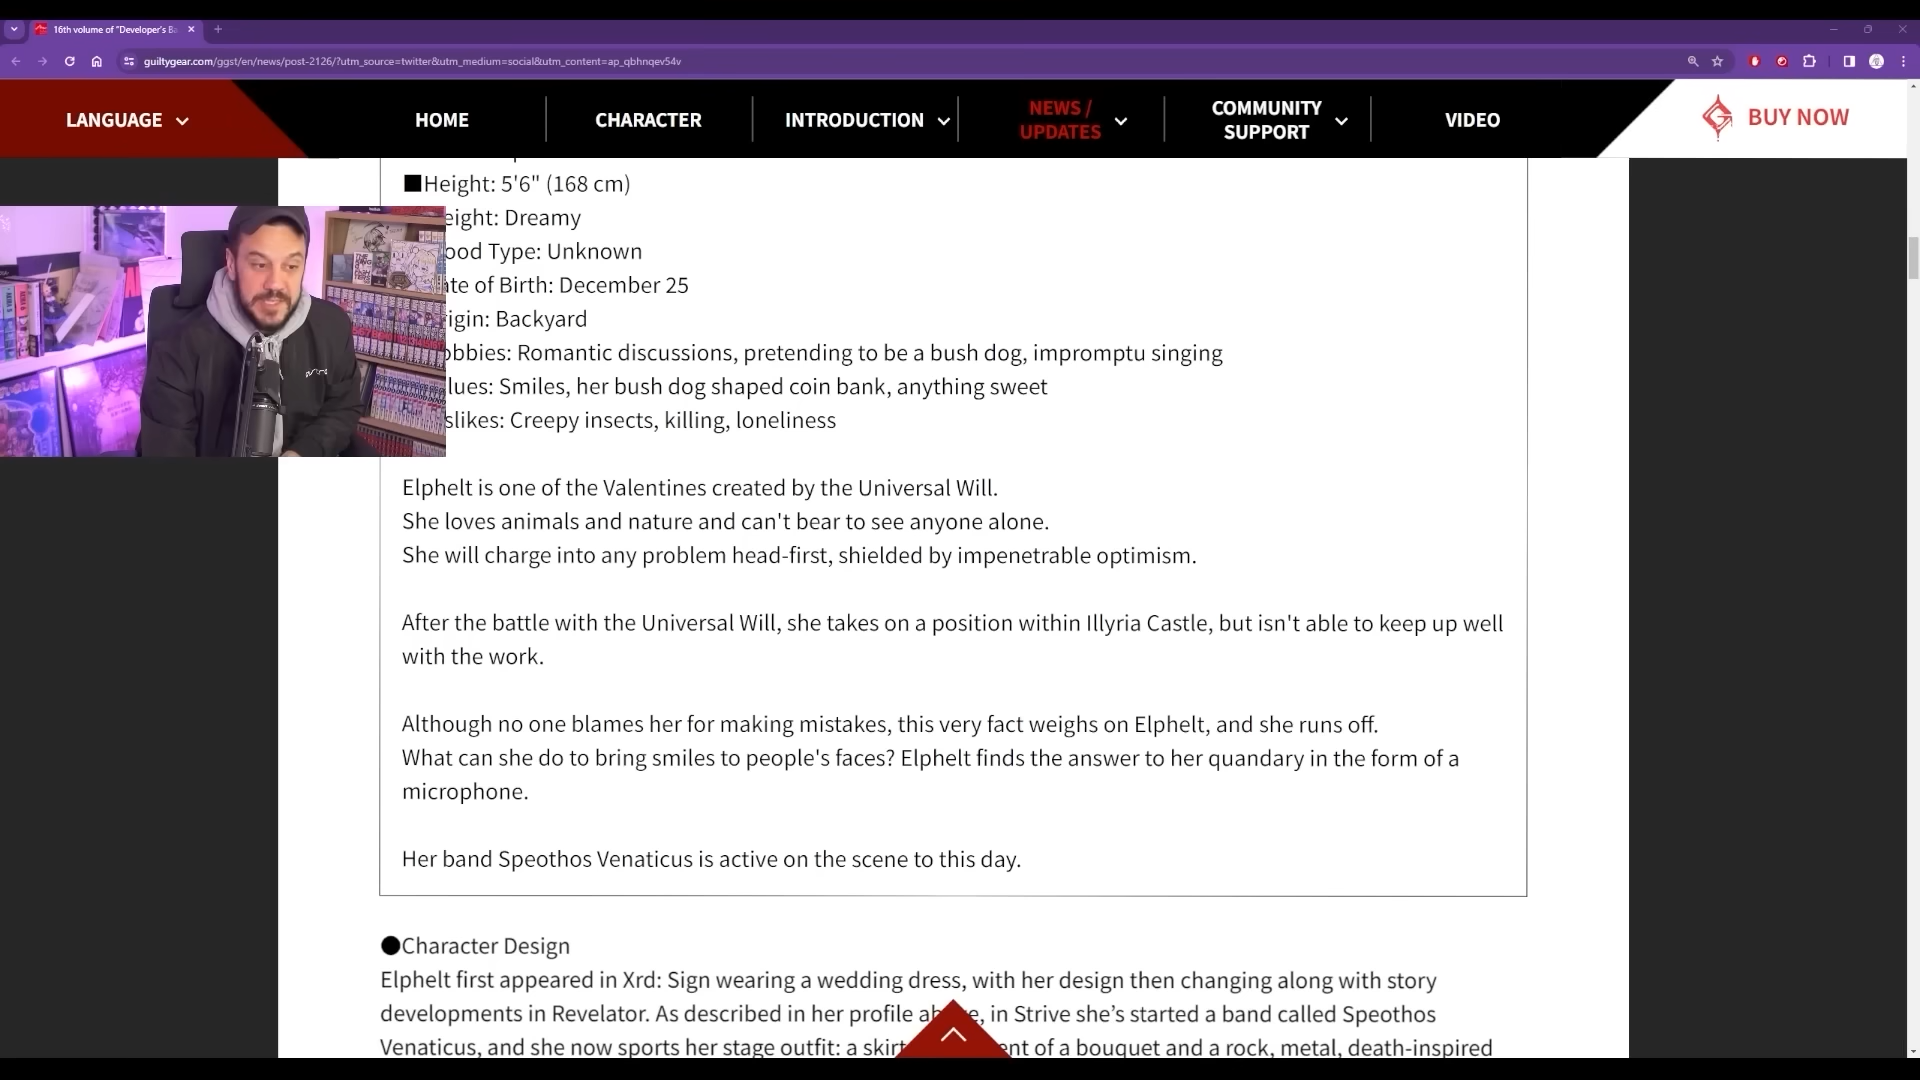 16th volume of "Developer's Ba
guiltygear.com/ggst/en/news/post-2126/?utm_source=twitter&utm_medium=social&utm_content=ap_qbhnqev54v
LANGUAGE
HOME
CHARACTER
INTRODUCTION
NEWS /
UPDATES
COMMUNITY
SUPPORT
VIDEO
BUY NOW
■Height: 5'6" (168 cm)
eight: Dreamy
ood Type: Unknown
ate of Birth: December 25
igin: Backyard
obbies: Romantic discussions, pretending to be a bush dog, impromptu singing
lues: Smiles, her bush dog shaped coin bank, anything sweet
slikes: Creepy insects, killing, loneliness
Elphelt is one of the Valentines created by the Universal Will.
She loves animals and nature and can't bear to see anyone alone.
She will charge into any problem head-first, shielded by impenetrable optimism.
After the battle with the Universal Will, she takes on a position within Illyria Castle, but isn't able to keep up well
with the work.
Although no one blames her for making mistakes, this very fact weighs on Elphelt, and she runs off.
What can she do to bring smiles to people's faces? Elphelt finds the answer to her quandary in the form of a
microphone.
Her band Speothos Venaticus is active on the scene to this day.
●Character Design
Elphelt first appeared in Xrd: Sign wearing a wedding dress, with her design then changing along with story
developments in Revelator. As described in her profile ab e, in Strive she's started a band called Speothos
Venaticus, and she now sports her stage outfit: a skirt nt of a bouquet and a rock, metal, death-inspired